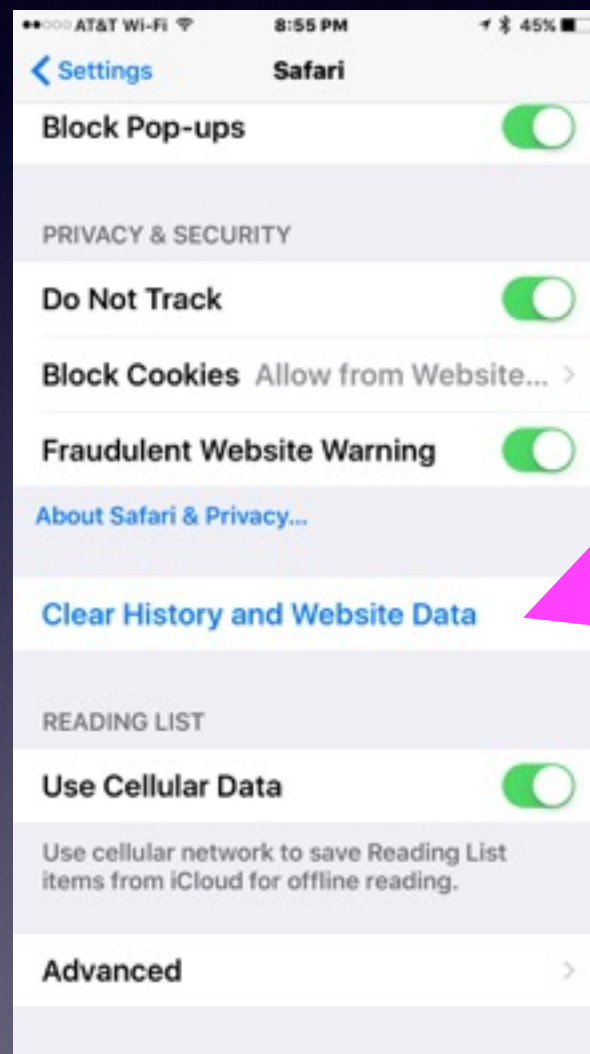 AT&T Wi-Fi 8:55 PM 45%
Settings Safari
Block Pop-ups
PRIVACY & SECURITY
Do Not Track
Block Cookies Allow from Website... >
Fraudulent Website Warning
About Safari & Privacy...
Clear History and Website Data
READING LIST
Use Cellular Data
Use cellular network to save Reading List
items from iCloud for offline reading.
Advanced >